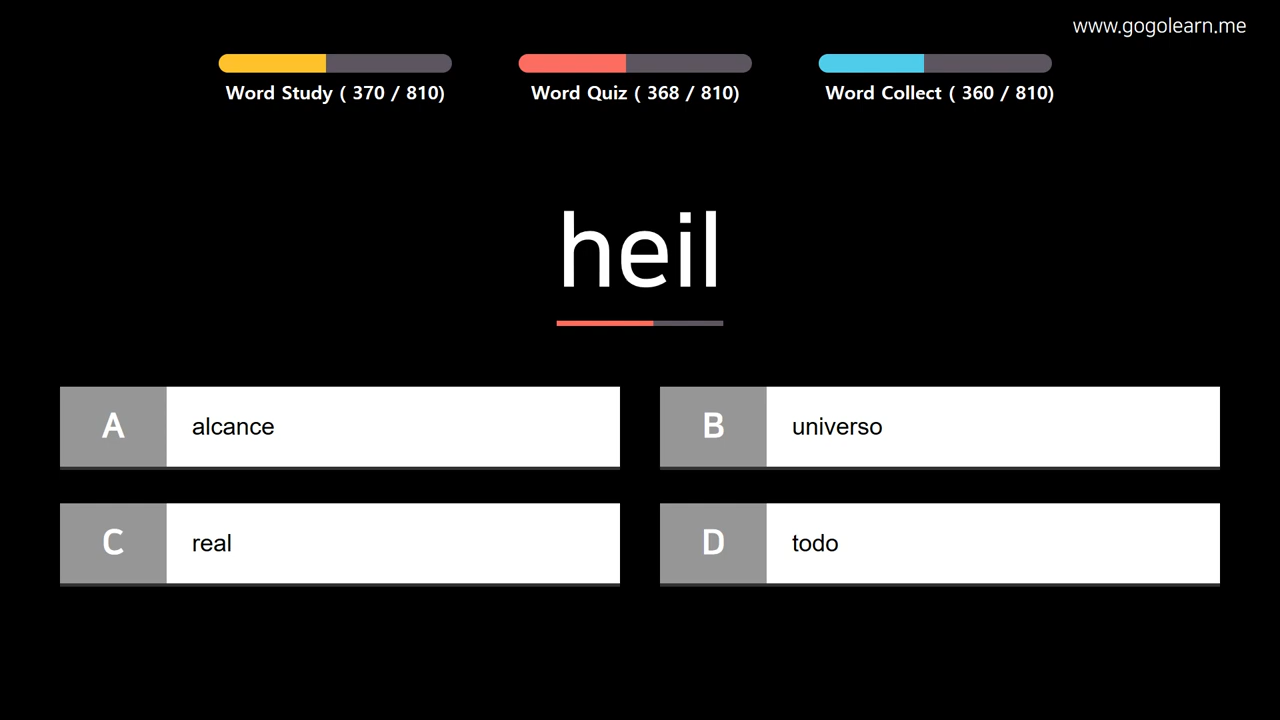 www.gogolearn.me
Word Study ( 370 / 810)
Word Quiz ( 368 / 810)
Word Collect ( 360 / 810)
heil
A alcance
B universo
C real
D todo